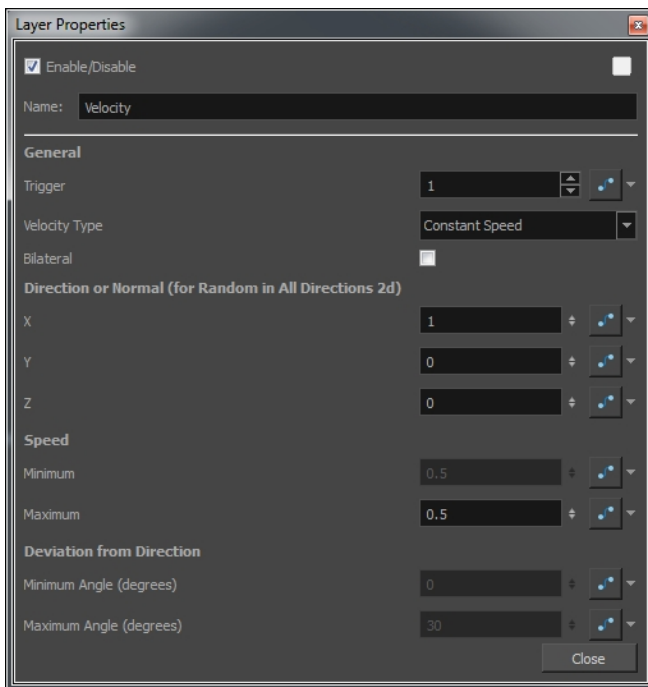 Layer Properties
Enable/Disable
Name: Velocity
General
Trigger 1
Velocity Type Constant Speed
Bilateral
Direction or Normal (for Random in All Directions 2d)
X 1
Y 0
Z 0
Speed
Minimum 0.5
Maximum 0.5
Deviation from Direction
Minimum Angle (degrees) 0
Maximum Angle (degrees) 30
Close